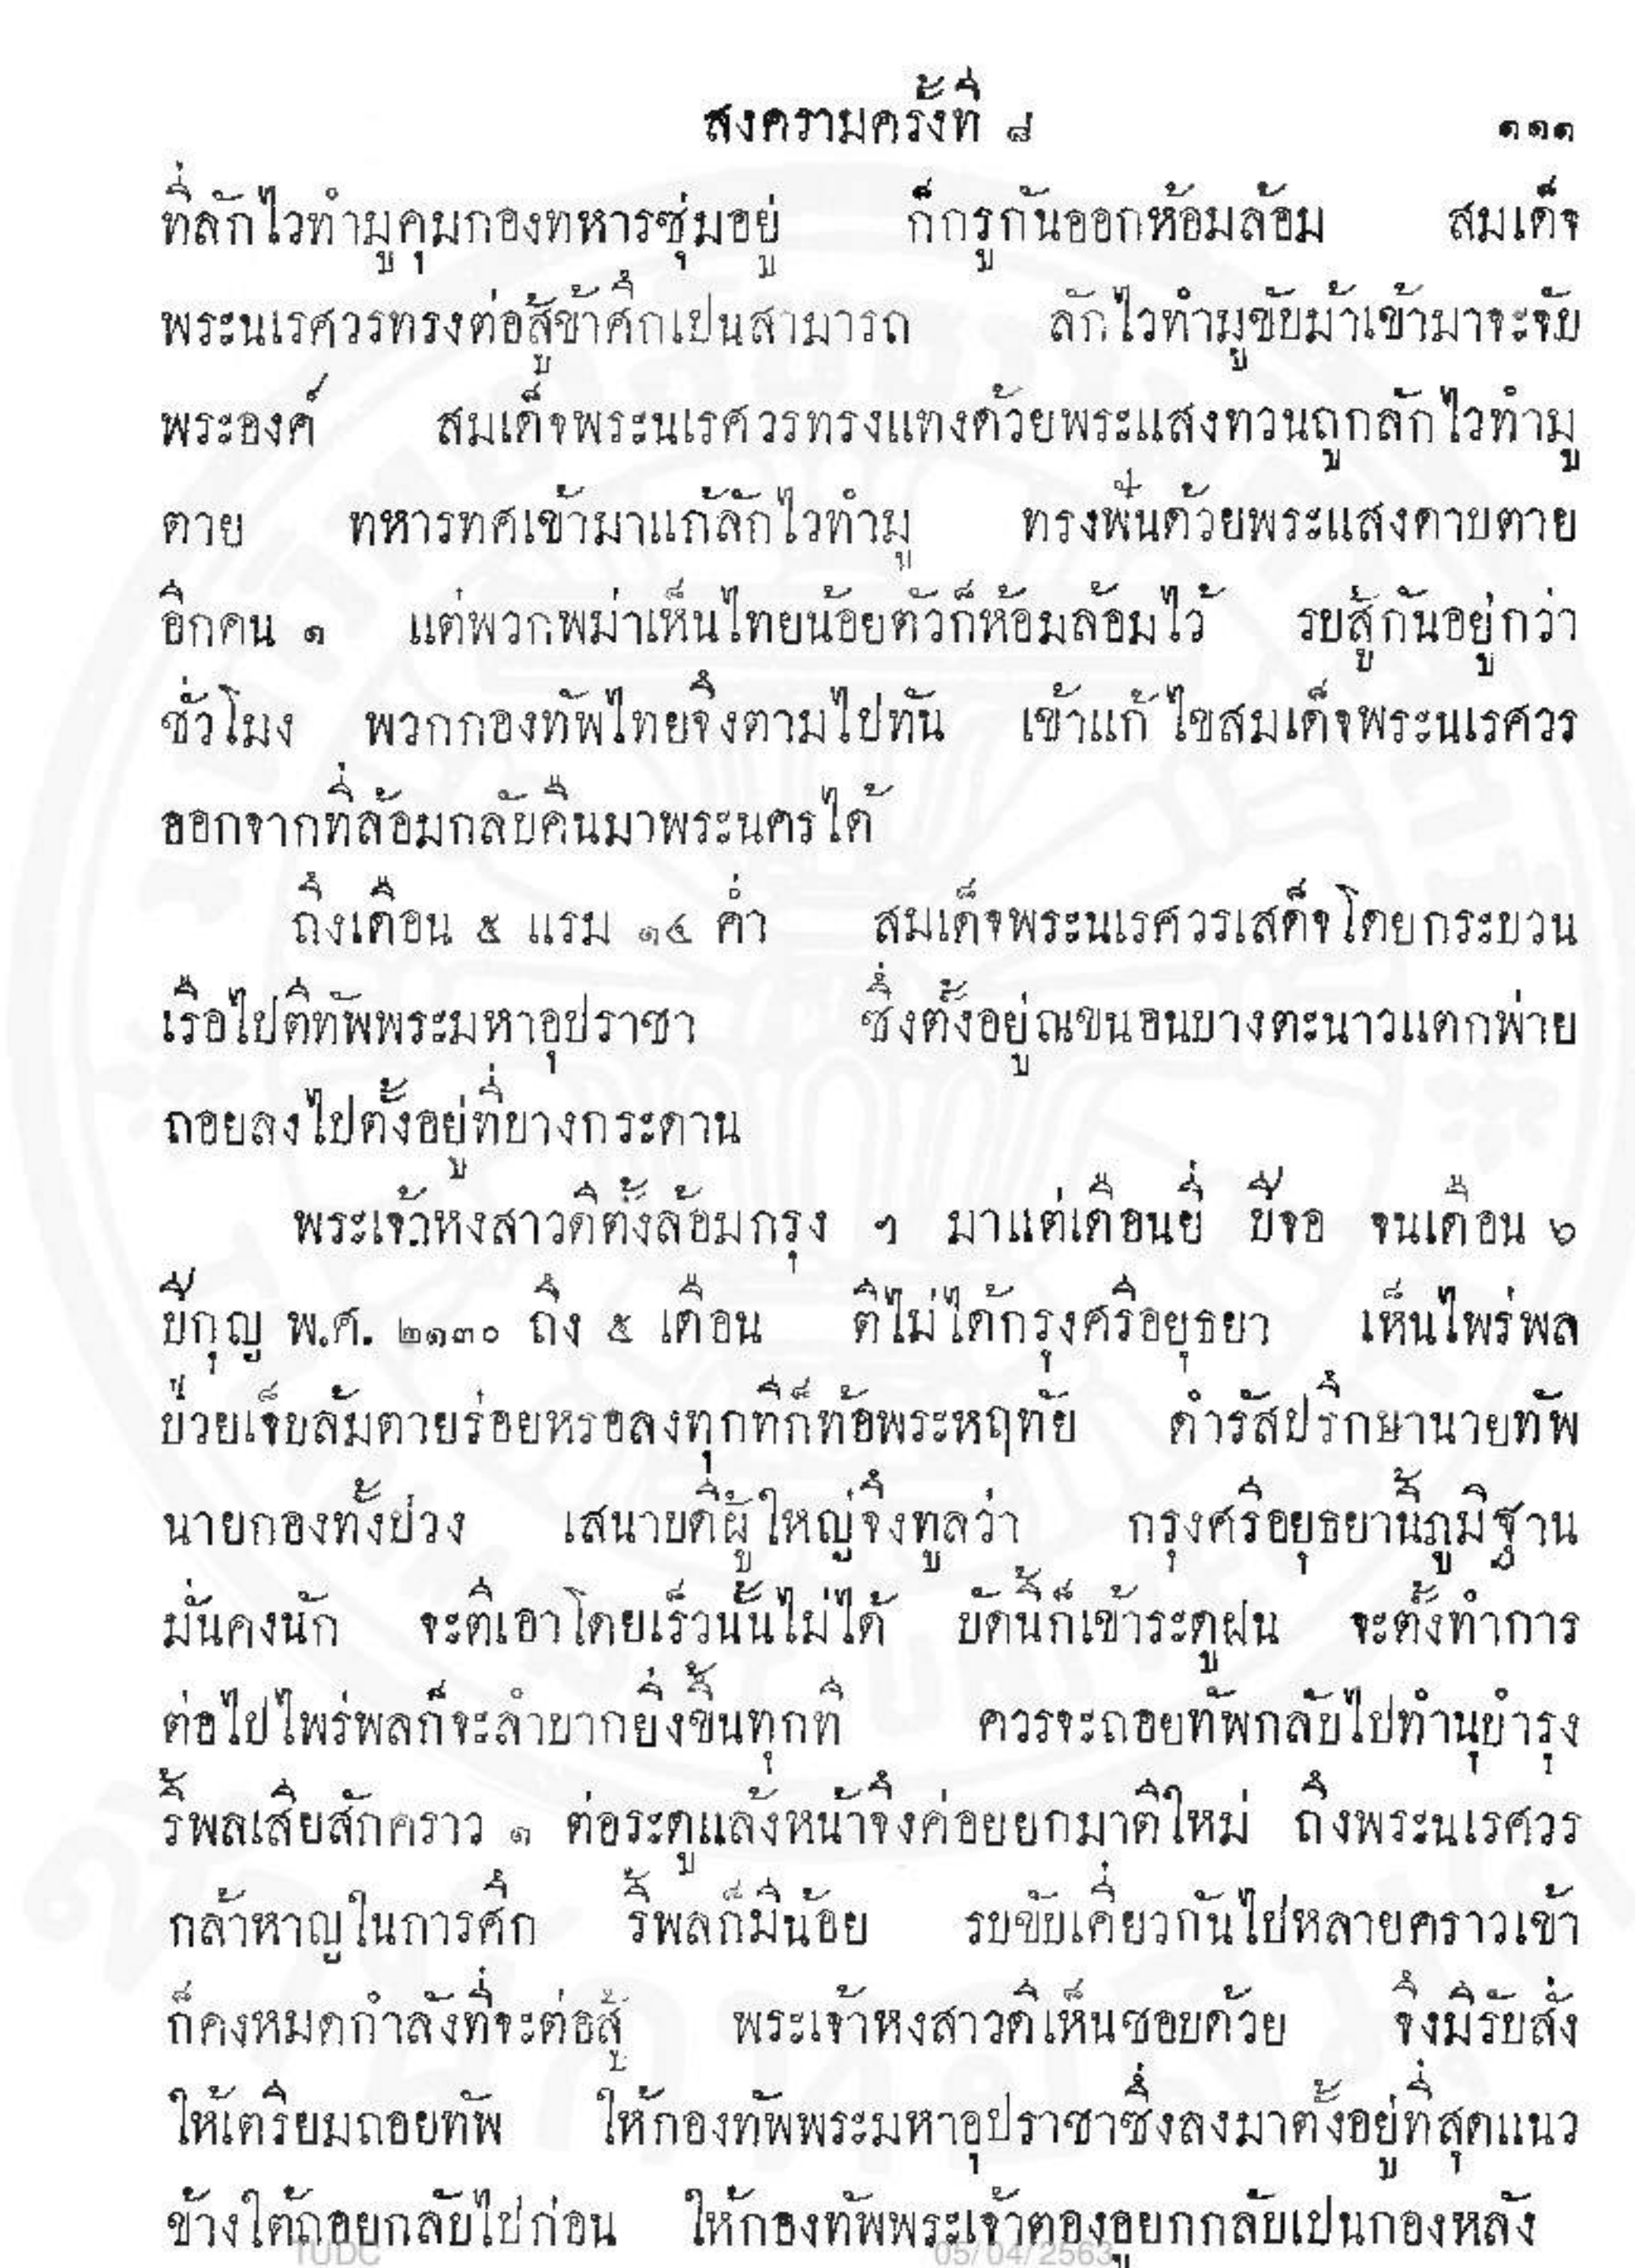 สงครามครั้งที่ ๘ ๑๑๑
ที่ลักไวทำมูคุมกองทหารซุ่มอยู่ ก็กรูกันออกห้อมล้อม สมเด็จ
พระนเรศวรทรงต่อสู้ข้าศึกเปนสามารถ ลักไวทำมูขับม้าเข้ามาจะจับ
พระองค์ สมเด็จพระนเรศวรทรงแทงด้วยพระแสงทวนถูกลักไวทำมู
ตาย ทหารทศเข้ามาแก้ลักไวทำมู ทรงฟันด้วยพระแสงดาบตาย
อีกคน ๑ แต่พวกพม่าเห็นไทยน้อยตัวก็ห้อมล้อมไว้ รบสู้กันอยู่กว่า
ชั่วโมง พวกกองทัพไทยจึงตามไปทัน เข้าแก้ไขสมเด็จพระนเรศวร
ออกจากที่ล้อมกลับคืนมาพระนครได้
ถึงเดือน ๕ แรม ๑๔ ค่ำ สมเด็จพระนเรศวรเสด็จโดยกระบวน
เรือไปตีทัพพระมหาอุปราชา ซึ่งตั้งอยู่ณขนอนบางตะนาวแตกพ่าย
ถอยลงไปตั้งอยู่ที่บางกระดาน
พระเจ้าหงสาวดีตั้งล้อมกรุง ฯ มาแต่เดือนยี่ ปีจอ จนเดือน ๖
ปีกุญ พ.ศ. ๒๑๓๐ ถึง ๕ เดือน ตีไม่ได้กรุงศรีอยุธยา เห็นไพร่พล
ป่วยเจ็บล้มตายร่อยหรอลงทุกทีก็ท้อพระหฤทัย ดำรัสปรึกษานายทัพ
นายกองทั้งปวง เสนาบดีผู้ใหญ่จึงทูลว่า กรุงศรีอยุธยานี้ภูมิฐาน
มั่นคงนัก จะตีเอาโดยเร็วนั้นไม่ได้ บัดนี้ก็เข้าระดูฝน จะตั้งทำการ
ต่อไปไพร่พลก็จะลำบากยิ่งขึ้นทุกที ควรจะถอยทัพกลับไปทำนุบำรุง
รี้พลเสียสักคราว ๑ ต่อระดูแล้งหน้าจึงค่อยยกมาตีใหม่ ถึงพระนเรศวร
กล้าหาญในการศึก รี้พลก็มีน้อย รบขับเคี่ยวกันไปหลายคราวเข้า
ก็คงหมดกำลังที่จะต่อสู้ พระเจ้าหงสาวดีเห็นชอบด้วย จึงมีรับสั่ง
ให้เตรียมถอยทัพ ให้กองทัพพระมหาอุปราชาซึ่งลงมาตั้งอยู่ที่สุดแนว
ข้างใต้ถอยกลับไปก่อน ให้กองทัพพระเจ้าตองอูยกกลับเปนกองหลัง
TUDC 05/04/2563